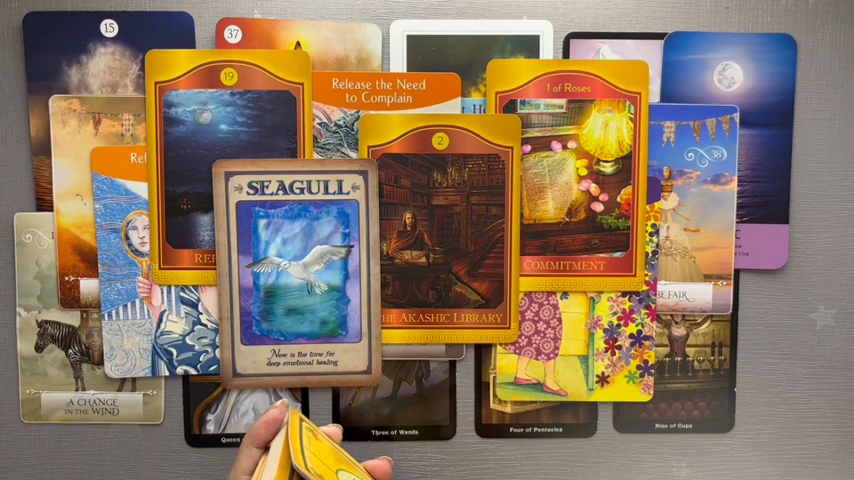 15
37
19
Release the Need
to Complain
1 of Roses
2
38
SEAGULL
COMMITMENT
THE AKASHIC LIBRARY
BE FAIR
Now is the time for
deep emotional healing
A CHANGE
IN THE WIND
Queen
Three of Wands
Four of Pentacles
Nine of Cups